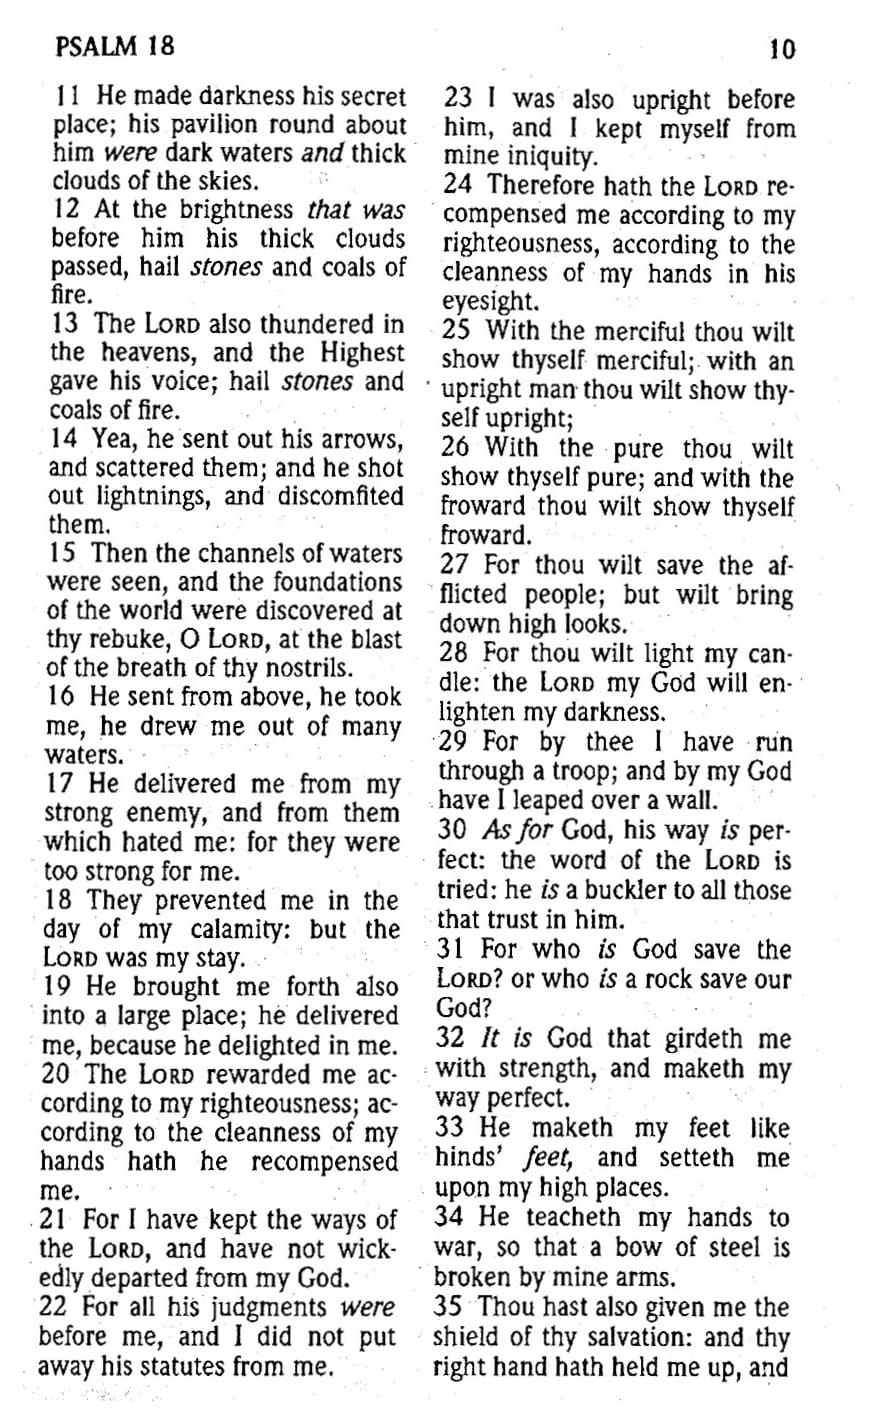 PSALM 18
10
11 He made darkness his secret
place; his pavilion round about
him were dark waters and thick
clouds of the skies.
12 At the brightness that was
before him his thick clouds
passed, hail stones and coals of
fire.
13 The LORD also thundered in
the heavens, and the Highest
gave his voice; hail stones and
coals of fire.
14 Yea, he sent out his arrows,
and scattered them; and he shot
out lightnings, and discomfited
them.
15 Then the channels of waters
were seen, and the foundations
of the world were discovered at
thy rebuke, O LORD, at the blast
of the breath of thy nostrils.
16 He sent from above, he took
me, he drew me out of many
waters.
17 He delivered me from my
strong enemy, and from them
which hated me: for they were
too strong for me.
18 They prevented me in the
day of my calamity: but the
LORD was my stay.
19 He brought me forth also
into a large place; he delivered
me, because he delighted in me.
20 The LORD rewarded me ac-
cording to my righteousness; ac-
cording to the cleanness of my
hands hath he recompensed
me.
21 For I have kept the ways of
the LORD, and have not wick-
edly departed from my God.
22 For all his judgments were
before me, and I did not put
away his statutes from me.
23 I was also upright before
him, and I kept myself from
mine iniquity.
24 Therefore hath the LORD re-
compensed me according to my
righteousness, according to the
cleanness of my hands in his
eyesight.
25 With the merciful thou wilt
show thyself merciful; with an
upright man thou wilt show thy-
self upright;
26 With the pure thou wilt
show thyself pure; and with the
froward thou wilt show thyself
froward.
27 For thou wilt save the af-
flicted people; but wilt bring
down high looks.
28 For thou wilt light my can-
dle: the LORD my God will en-
lighten my darkness.
29 For by thee I have run
through a troop; and by my God
have I leaped over a wall.
30 As for God, his way is per-
fect: the word of the LORD is
tried: he is a buckler to all those
that trust in him.
31 For who is God save the
LORD? or who is a rock save our
God?
32 It is God that girdeth me
with strength, and maketh my
way perfect.
33 He maketh my feet like
hinds' feet, and setteth me
upon my high places.
34 He teacheth my hands to
war, so that a bow of steel is
broken by mine arms.
35 Thou hast also given me the
shield of thy salvation: and thy
right hand hath held me up, and